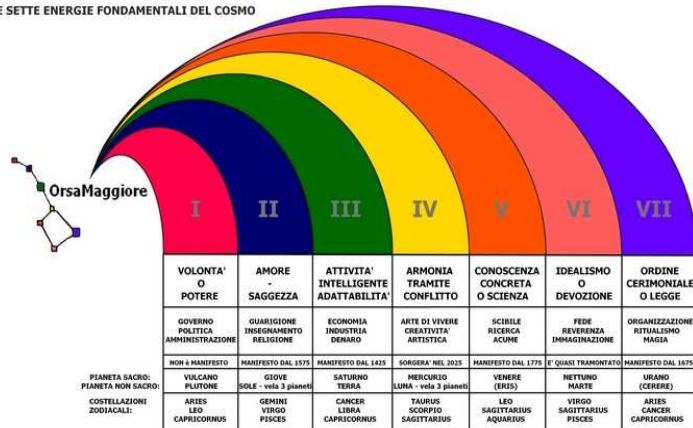 E SETTE ENERGIE FONDAMENTALI DEL COSMO
OrsaMaggiore
I II III IV V VI VII
VOLONTA' O POTERE
AMORE - SAGGEZZA
ATTIVITA' INTELLIGENTE ADATTABILITA'
ARMONIA TRAMITE CONFLITTO
CONOSCENZA CONCRETA O SCIENZA
IDEALISMO O DEVOZIONE
ORDINE CERIMONIALE O LEGGE
GOVERNO POLITICA AMMINISTRAZIONE
GUARIGIONE INSEGNAMENTO RELIGIONE
ECONOMIA INDUSTRIA DENARO
ARTE DI VIVERE CREATIVITA' ARTISTICA
SCIBILE RICERCA ACUME
FEDE REVERENZA IMMAGINAZIONE
ORGANIZZAZIONE RITUALISMO MAGIA
NON è MANIFESTO
MANIFESTO DAL 1575
MANIFESTO DAL 1425
SORGERA' NEL 2025
MANIFESTO DAL 1775
E' QUASI TRAMONTATO
MANIFESTO DAL 1675
PIANETA SACRO: VULCANO GIOVE SATURNO MERCURIO VENERE NETTUNO URANO
PIANETA NON SACRO: PLUTONE SOLE - vela 3 pianeti TERRA LUNA - vela 3 pianeti (ERIS) MARTE (CERERE)
COSTELLAZIONI ZODIACALI:
ARIES LEO CAPRICORNUS
GEMINI VIRGO PISCES
CANCER LIBRA CAPRICORNUS
TAURUS SCORPIO SAGITTARIUS
LEO SAGITTARIUS AQUARIUS
VIRGO SAGITTARIUS PISCES
ARIES CANCER CAPRICORNUS